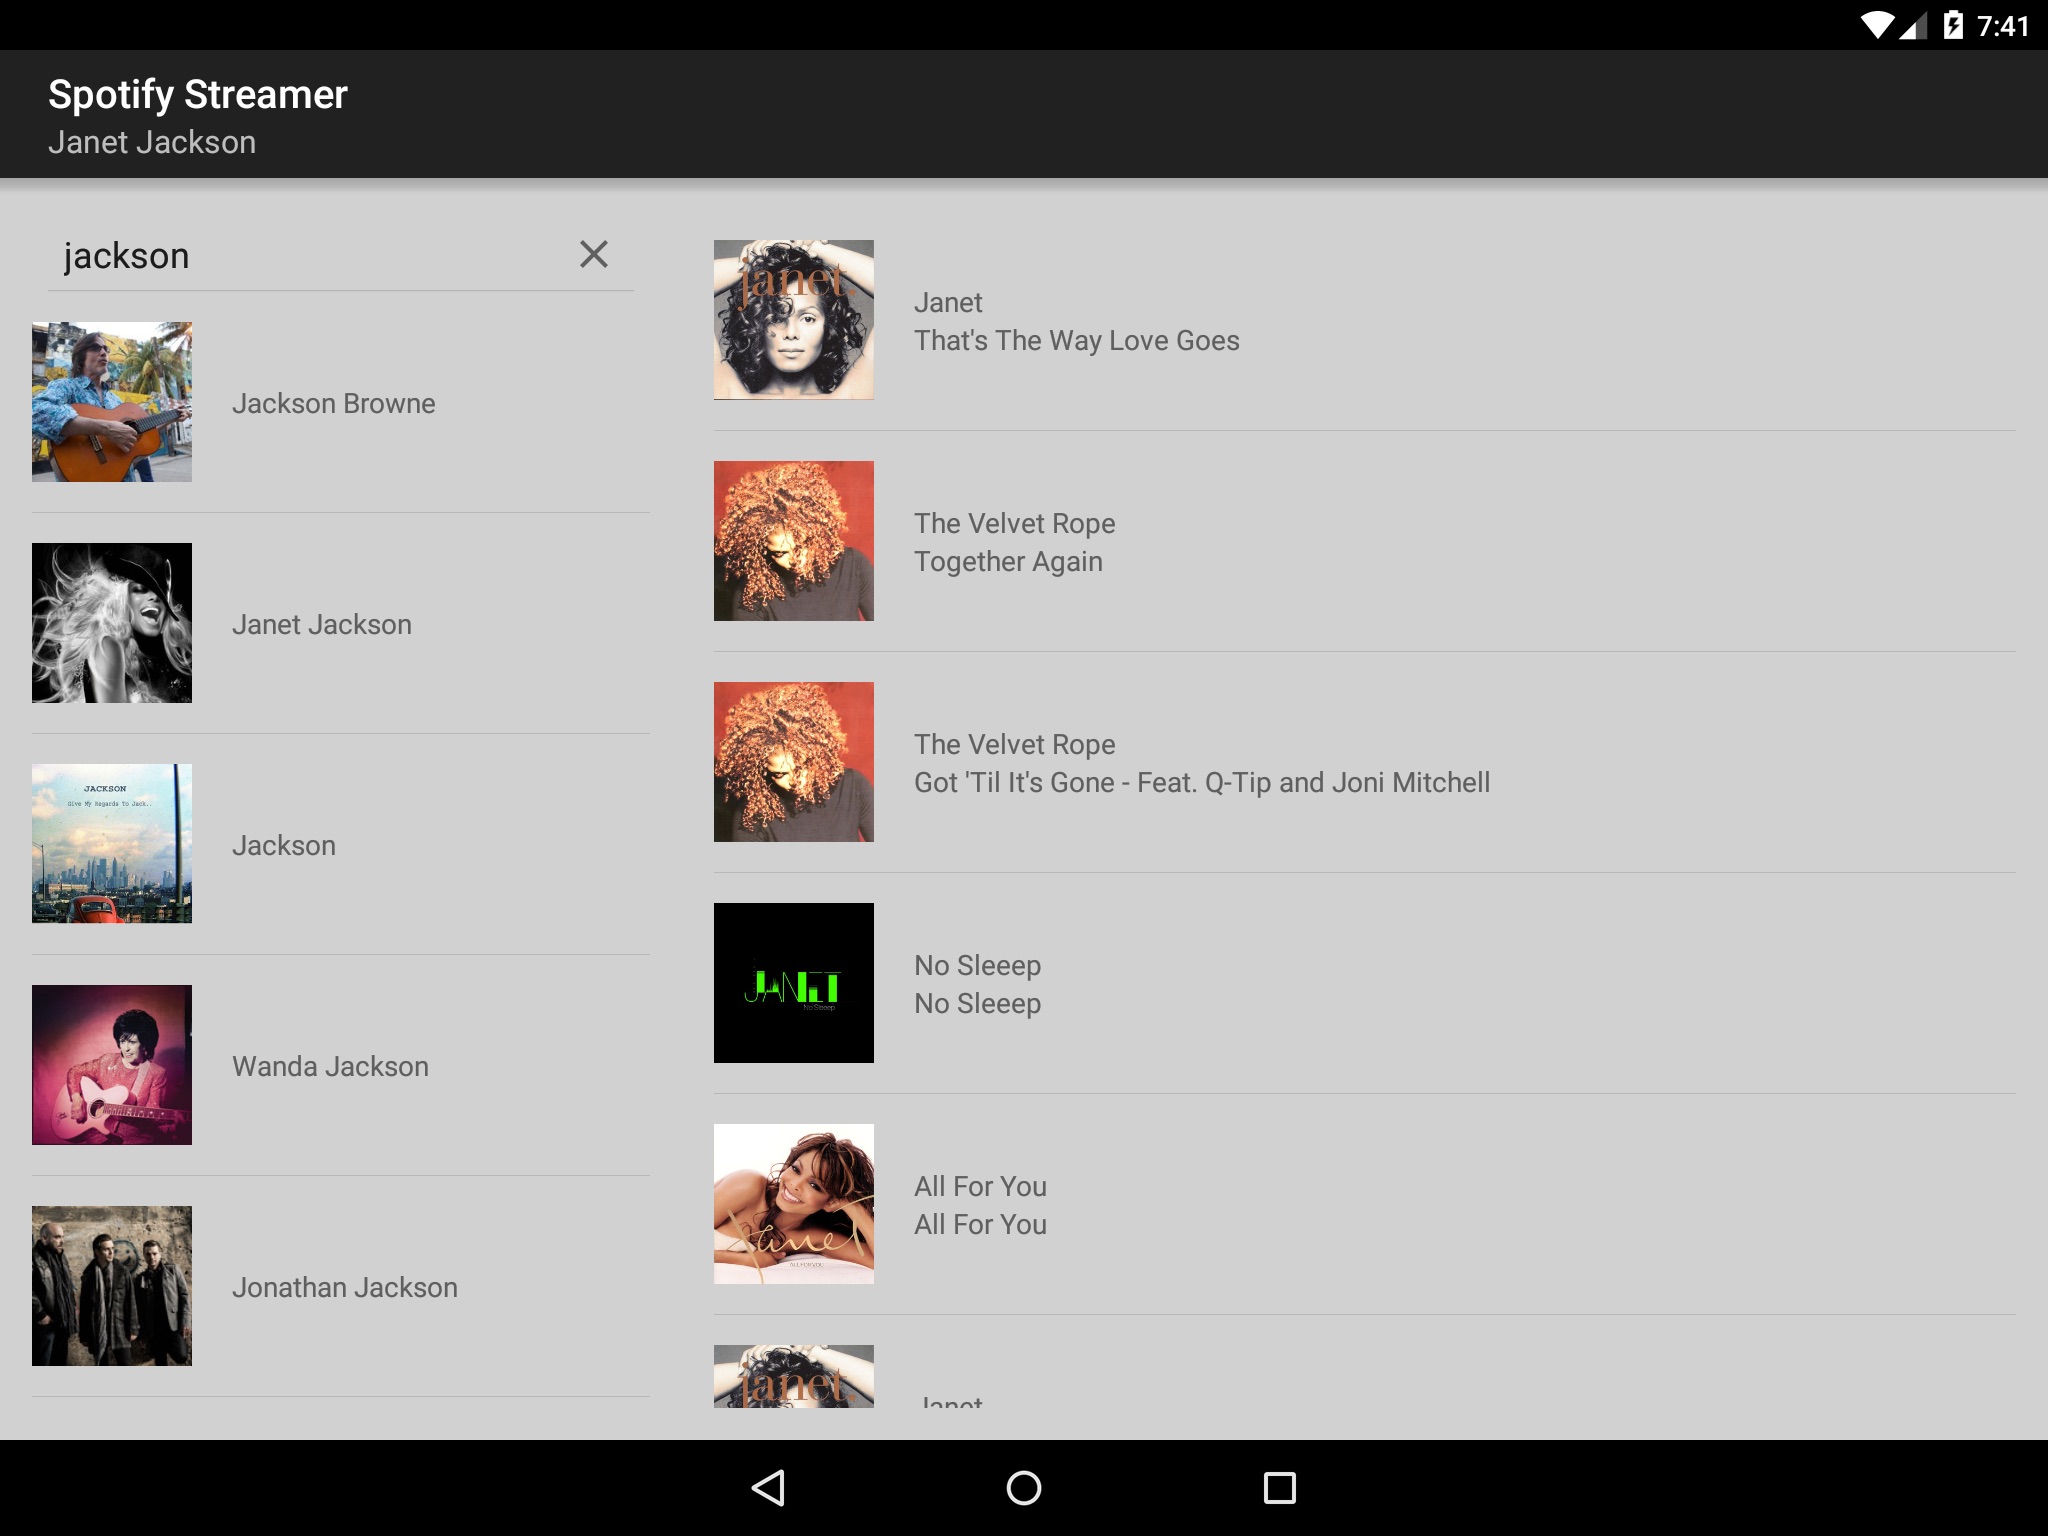 7:41
Spotify Streamer
Janet Jackson
jackson
Jackson Browne
Janet Jackson
JACKSON
Give My Regards to Jack..
Jackson
Wanda Jackson
Jonathan Jackson
janet.
Janet
That's The Way Love Goes
The Velvet Rope
Together Again
The Velvet Rope
Got 'Til It's Gone - Feat. Q-Tip and Joni Mitchell
JANET
No Sleeep
No Sleeep
No Sleeep
Janet
ALL FOR YOU
All For You
All For You
janet.
Janet